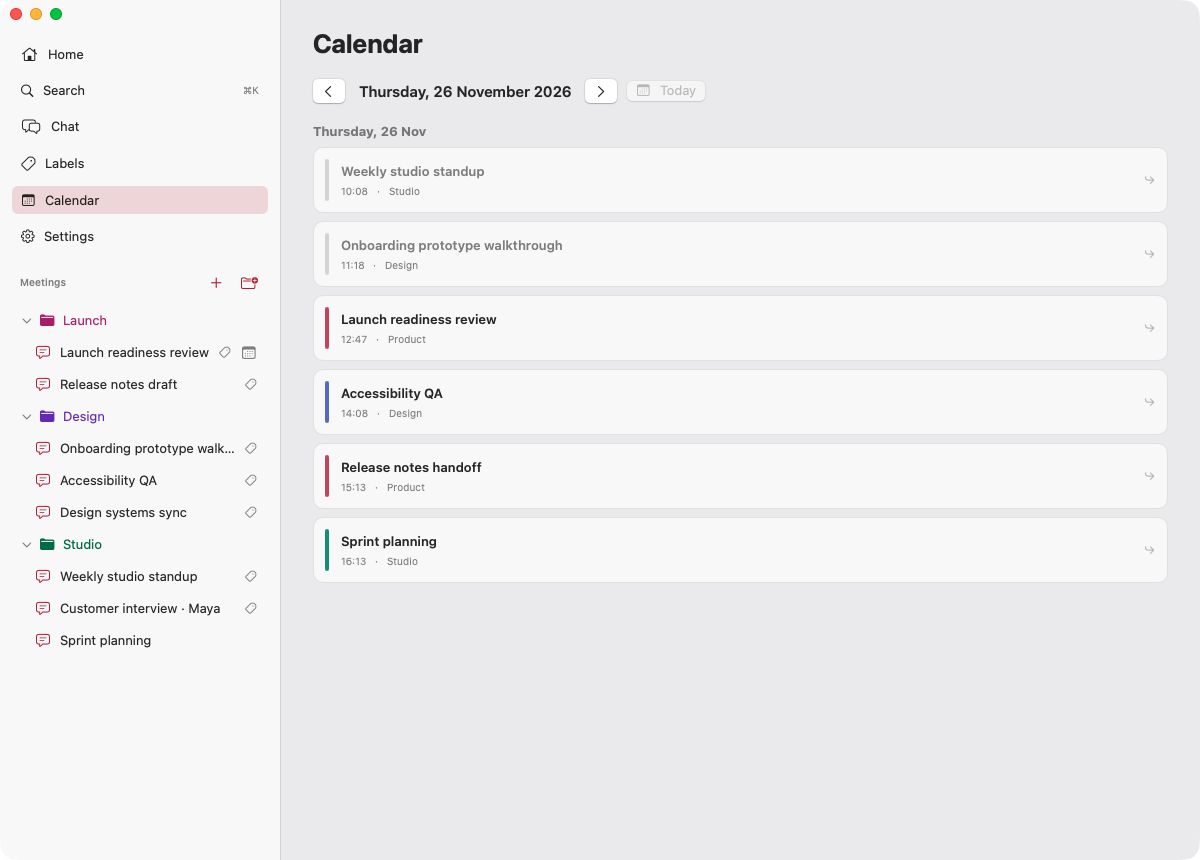 Home
Search ⌘K
Chat
Labels
Calendar
Settings
Meetings
Launch
Launch readiness review
Release notes draft
Design
Onboarding prototype walk...
Accessibility QA
Design systems sync
Studio
Weekly studio standup
Customer interview · Maya
Sprint planning
Calendar
Thursday, 26 November 2026
Today
Thursday, 26 Nov
Weekly studio standup
10:08 · Studio
Onboarding prototype walkthrough
11:18 · Design
Launch readiness review
12:47 · Product
Accessibility QA
14:08 · Design
Release notes handoff
15:13 · Product
Sprint planning
16:13 · Studio